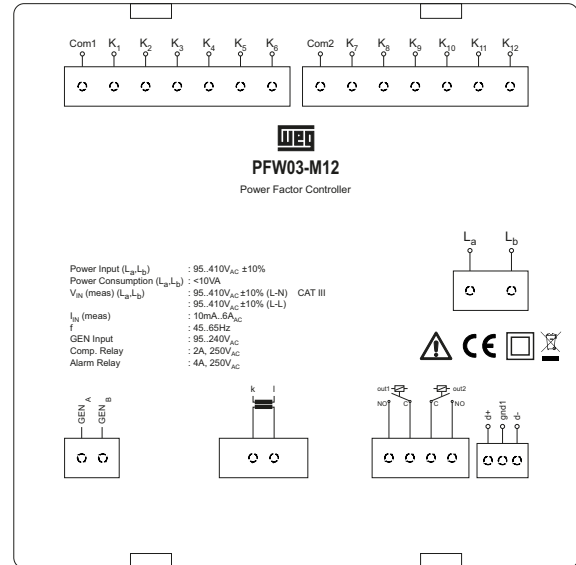 Com1 K1 K2 K3 K4 K5 K6 Com2 K7 K8 K9 K10 K11 K12
WEG
PFW03-M12
Power Factor Controller
La Lb
Power Input (La,Lb) : 95..410VAC ±10%
Power Consumption (La,Lb) : <10VA
VIN (meas) (La,Lb) : 95..410VAC ±10% (L-N) CAT III
: 95..410VAC ±10% (L-L)
IIN (meas) : 10mA..6AAC
f : 45..65Hz
GEN Input : 95..240VAC
Comp. Relay : 2A, 250VAC
Alarm Relay : 4A, 250VAC
CE
GEN A
GEN B
k l
out1 out2
NO C C NO
d+
gnd1
d-